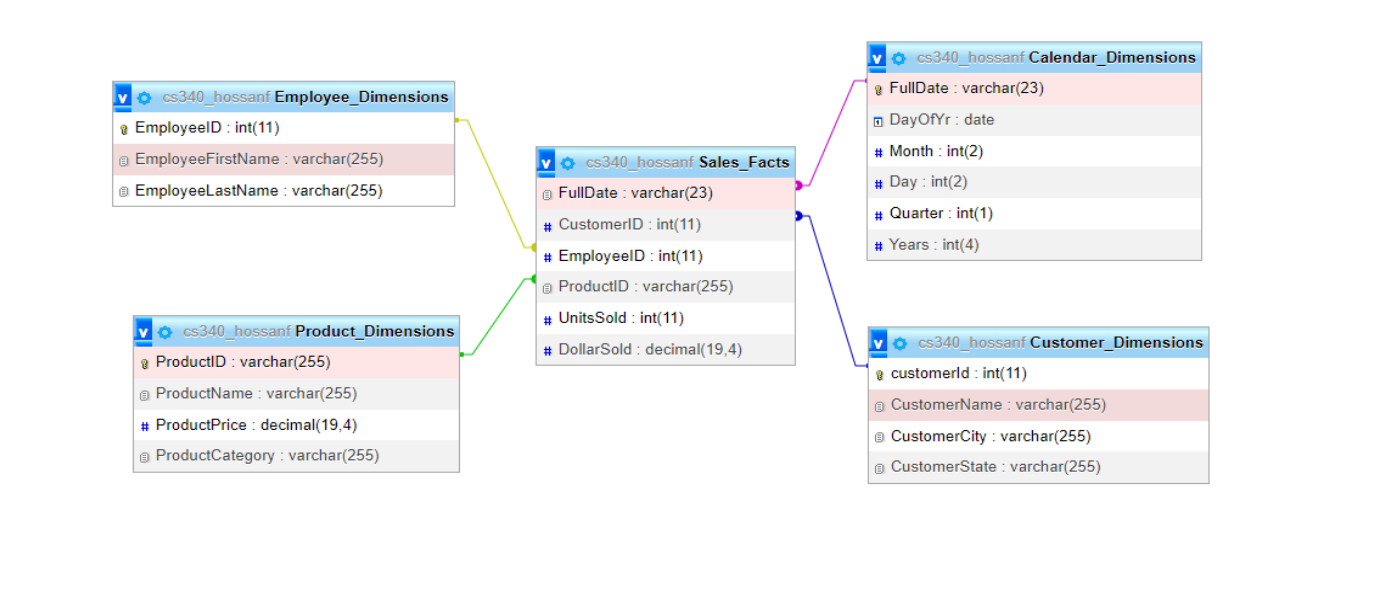 cs340_hossanf Employee_Dimensions
EmployeeID : int(11)
EmployeeFirstName : varchar(255)
EmployeeLastName : varchar(255)
Product_Dimensions
cs340_hossanf Product_Dimensions
ProductID : varchar(255)
ProductName : varchar(255)
ProductPrice : decimal(19,4)
ProductCategory : varchar(255)
cs340_hossanf Sales_Facts
FullDate : varchar(23)
CustomerID : int(11)
EmployeeID : int(11)
ProductID : varchar(255)
UnitsSold : int(11)
DollarSold : decimal(19,4)
cs340_hossanf Calendar_Dimensions
FullDate : varchar(23)
DayOfYr : date
Month : int(2)
Day : int(2)
Quarter : int(1)
Years : int(4)
cs340_hossanf Customer_Dimensions
customerId : int(11)
CustomerName : varchar(255)
CustomerCity : varchar(255)
CustomerState : varchar(255)